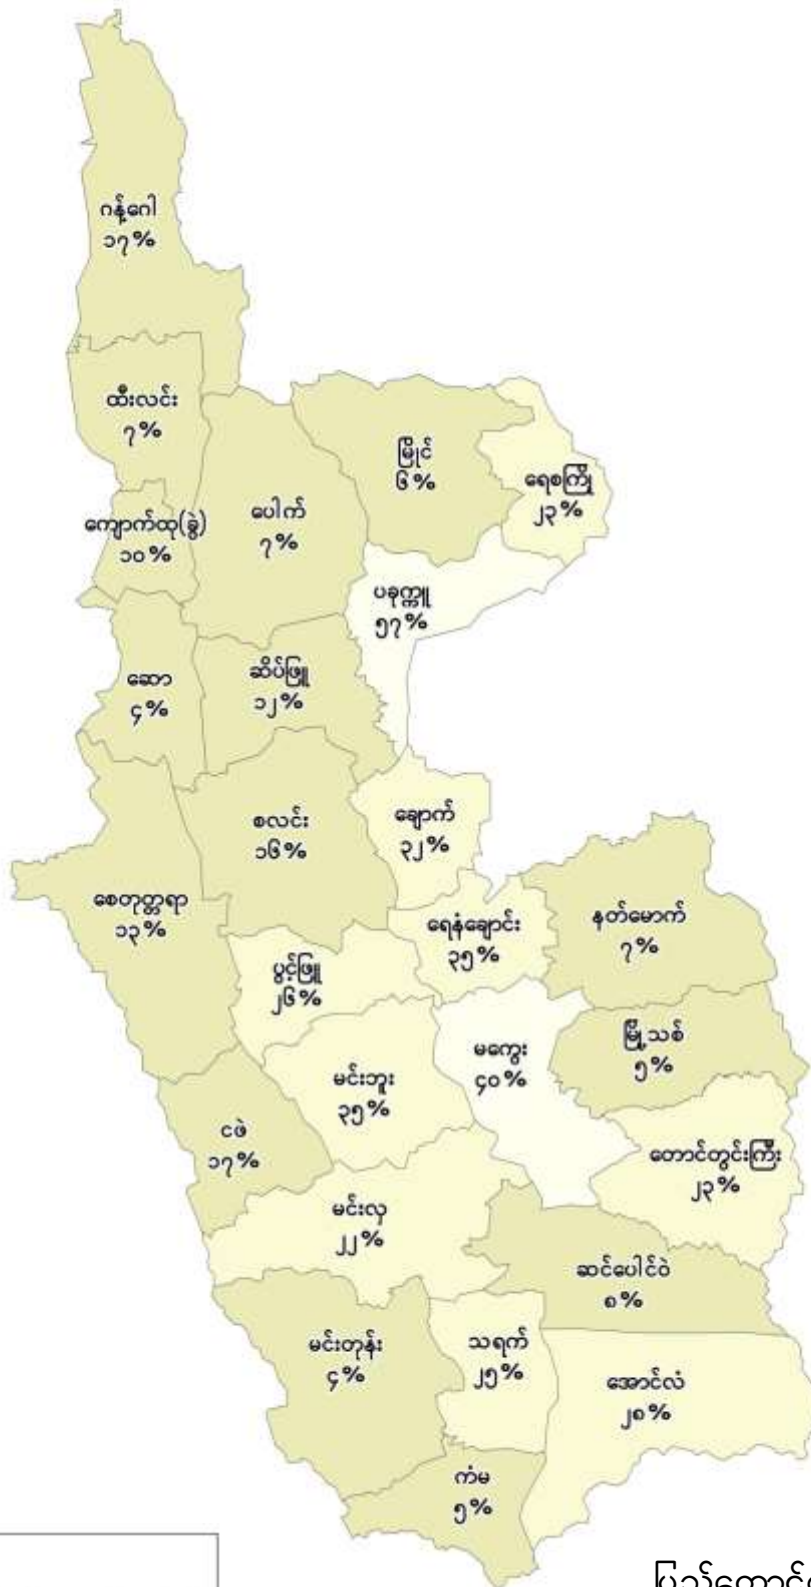 ဂန့်ဂေါ
၁၇%
ထီးလင်း
၇%
မြိုင်
၆%
ရေစကြို
၂၃%
ကျောက်ထု(ခွဲ)
၁၀%
ပေါက်
၇%
ပခုက္ကူ
၅၇%
ဆော
၄%
ဆိပ်ဖြူ
၁၂%
စလင်း
၁၆%
ချောက်
၃၂%
စေတုတ္တရာ
၁၃%
ရေနံချောင်း
၃၅%
နတ်မောက်
၇%
ပွင့်ဖြူ
၂၆%
မြို့သစ်
၅%
မကွေး
၄၀%
မင်းဘူး
၃၅%
ငဖဲ
၁၇%
တောင်တွင်းကြီး
၂၃%
မင်းလှ
၂၂%
ဆင်ပေါင်ဝဲ
၈%
မင်းတုန်း
၄%
သရက်
၂၅%
အောင်လံ
၂၈%
ကံမ
၅%